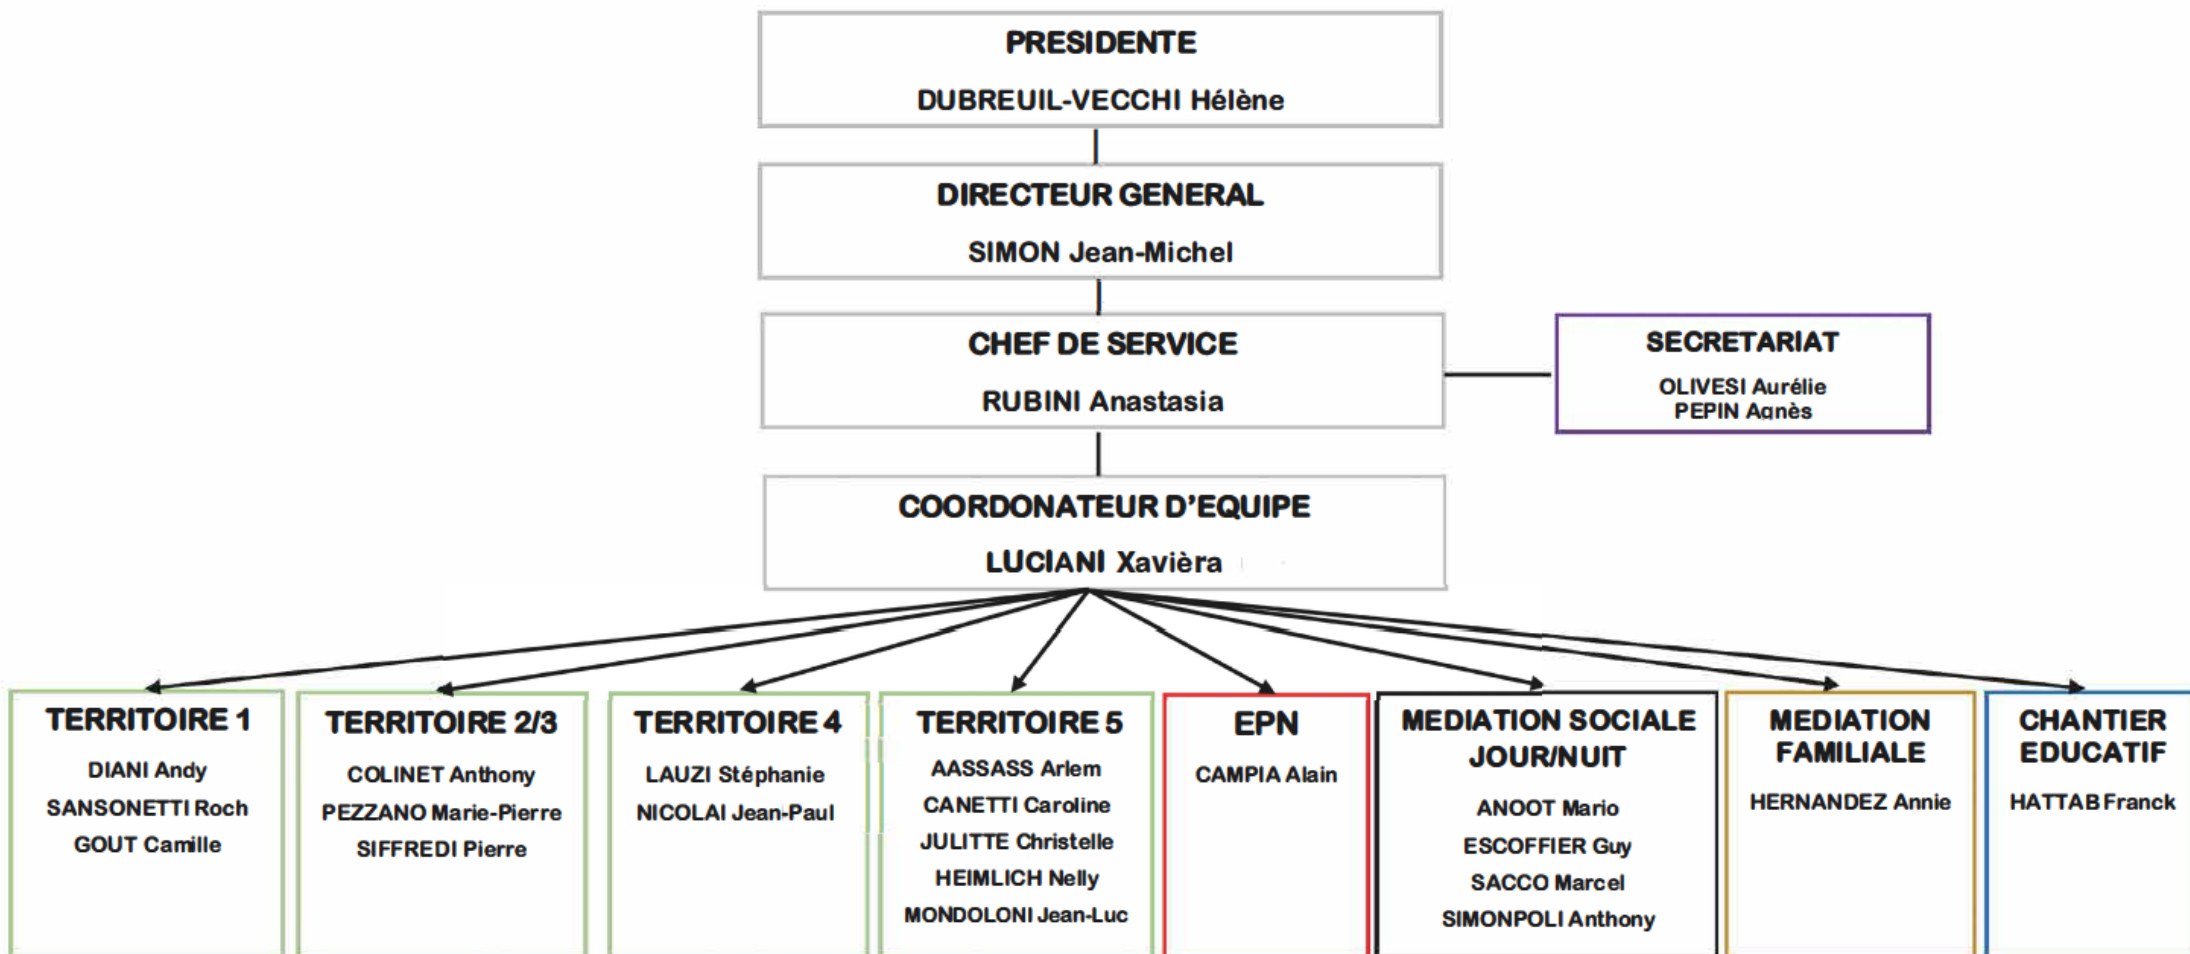 PRESIDENTE
DUBREUIL-VECCHI Hélène
DIRECTEUR GENERAL
SIMON Jean-Michel
CHEF DE SERVICE
RUBINI Anastasia
SECRETARIAT
OLIVESI Aurélie
PEPIN Agnès
COORDONATEUR D’EQUIPE
LUCIANI Xavièra
TERRITOIRE 1
DIANI Andy
SANSONETTI Roch
GOUT Camille
TERRITOIRE 2/3
COLINET Anthony
PEZZANO Marie-Pierre
SIFFREDI Pierre
TERRITOIRE 4
LAUZI Stéphanie
NICOLAI Jean-Paul
TERRITOIRE 5
AASSASS Arlem
CANETTI Caroline
JULITTE Christelle
HEIMLICH Nelly
MONDOLONI Jean-Luc
EPN
CAMPIA Alain
MEDIATION SOCIALE
JOUR/NUIT
ANOOT Mario
ESCOFFIER Guy
SACCO Marcel
SIMONPOLI Anthony
MEDIATION
FAMILIALE
HERNANDEZ Annie
CHANTIER
EDUCATIF
HATTAB Franck